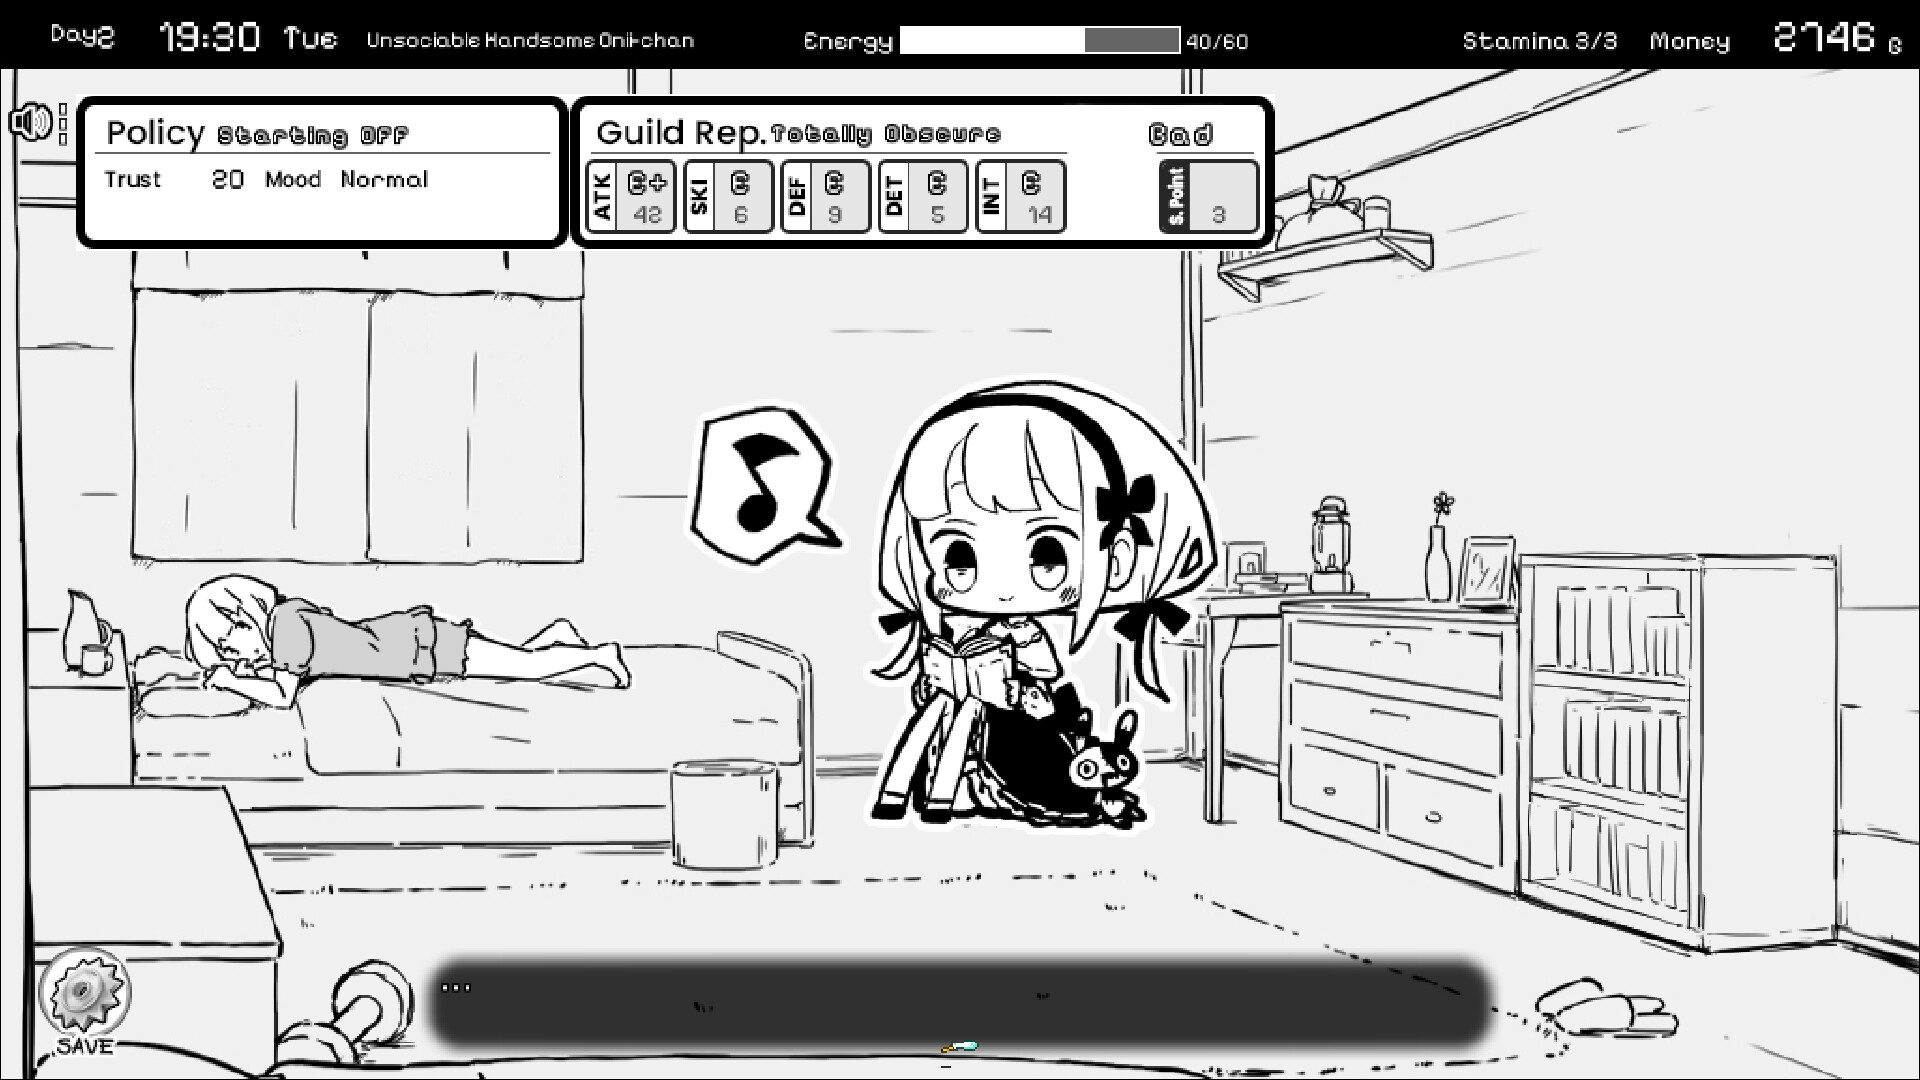 Day2 19:30 Tue Unsociable Handsome Onii-chan Energy 40/60 Stamina 3/3 Money 2746 G
Policy Starting Off
Trust 20 Mood Normal
Guild Rep. Totally Obscure Bad
ATK E+ 42 SKI E 6 DEF E 9 DET E 5 INT E 14 S. Point 3
...
SAVE